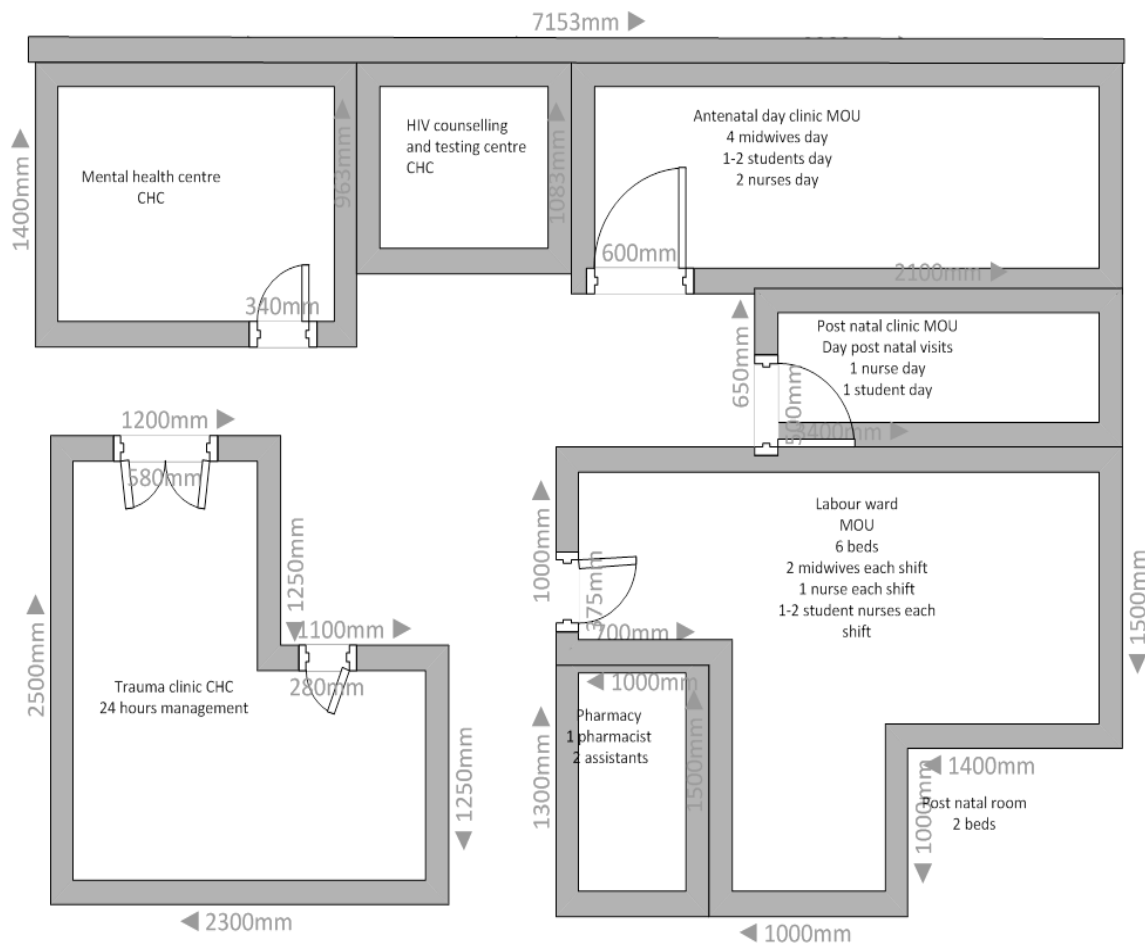 7153mm
1400mm
Mental health centre
CHC
963mm
340mm
HIV counselling
and testing centre
CHC
1083mm
Antenatal day clinic MOU
4 midwives day
1-2 students day
2 nurses day
600mm
2100mm
Post natal clinic MOU
Day post natal visits
1 nurse day
1 student day
650mm
3400mm
1200mm
580mm
2500mm
1250mm
1100mm
280mm
Trauma clinic CHC
24 hours management
1250mm
2300mm
Labour ward
MOU
6 beds
2 midwives each shift
1 nurse each shift
1-2 student nurses each
shift
1000mm
375mm
700mm
1500mm
1000mm
Pharmacy
1 pharmacist
2 assistants
1300mm
1500mm
1400mm
Post natal room
2 beds
1000mm
1000mm